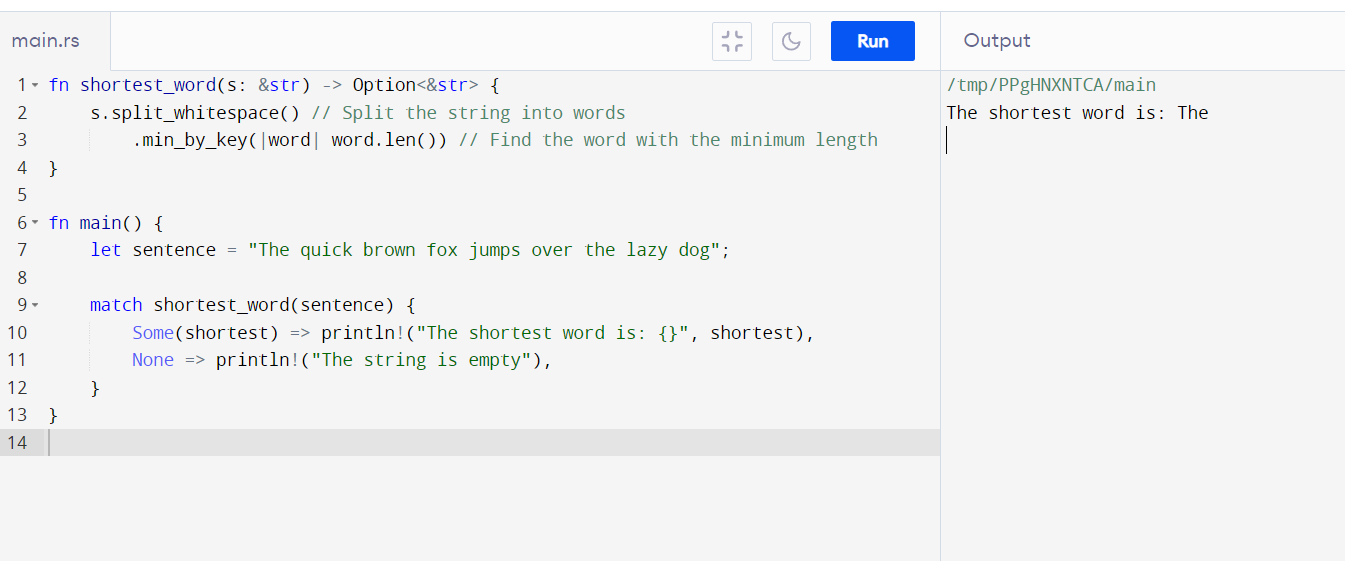 main.rs
Run
Output
1 fn shortest_word(s: &str) -> Option<&str> {
2     s.split_whitespace() // Split the string into words
3         .min_by_key(|word| word.len()) // Find the word with the minimum length
4 }
5
6 fn main() {
7     let sentence = "The quick brown fox jumps over the lazy dog";
8
9     match shortest_word(sentence) {
10         Some(shortest) => println!("The shortest word is: {}", shortest),
11         None => println!("The string is empty"),
12     }
13 }
14
/tmp/PPgHNXNTCA/main
The shortest word is: The